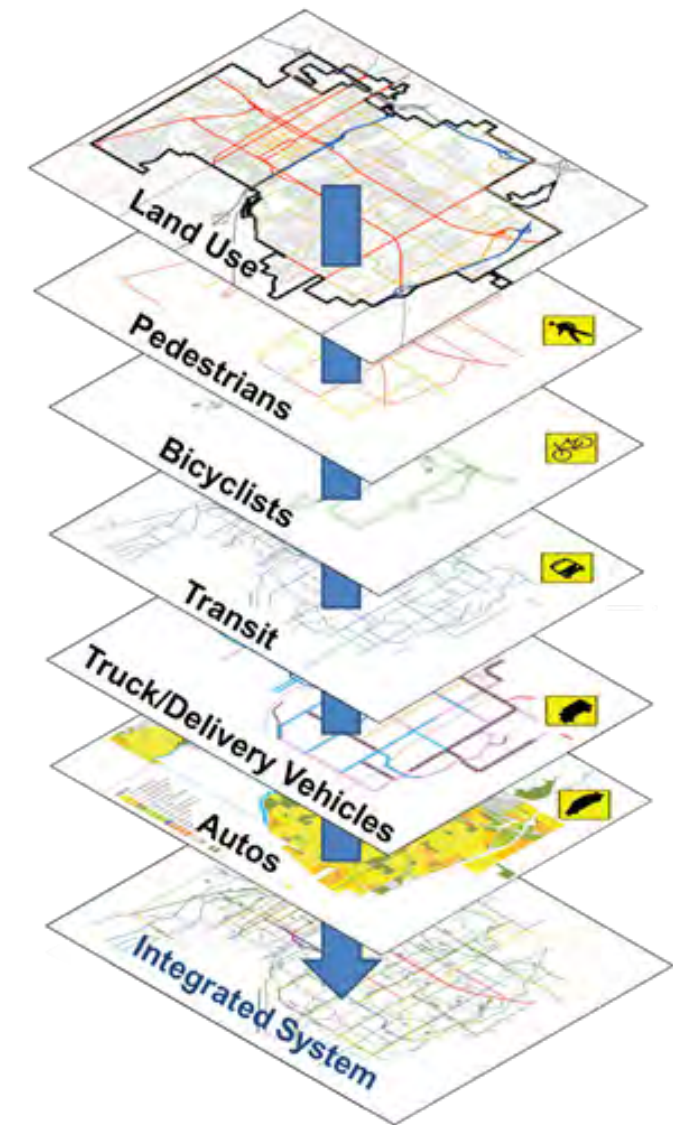 Land Use
Pedestrians
Bicyclists
Transit
Truck/Delivery Vehicles
Autos
Integrated System